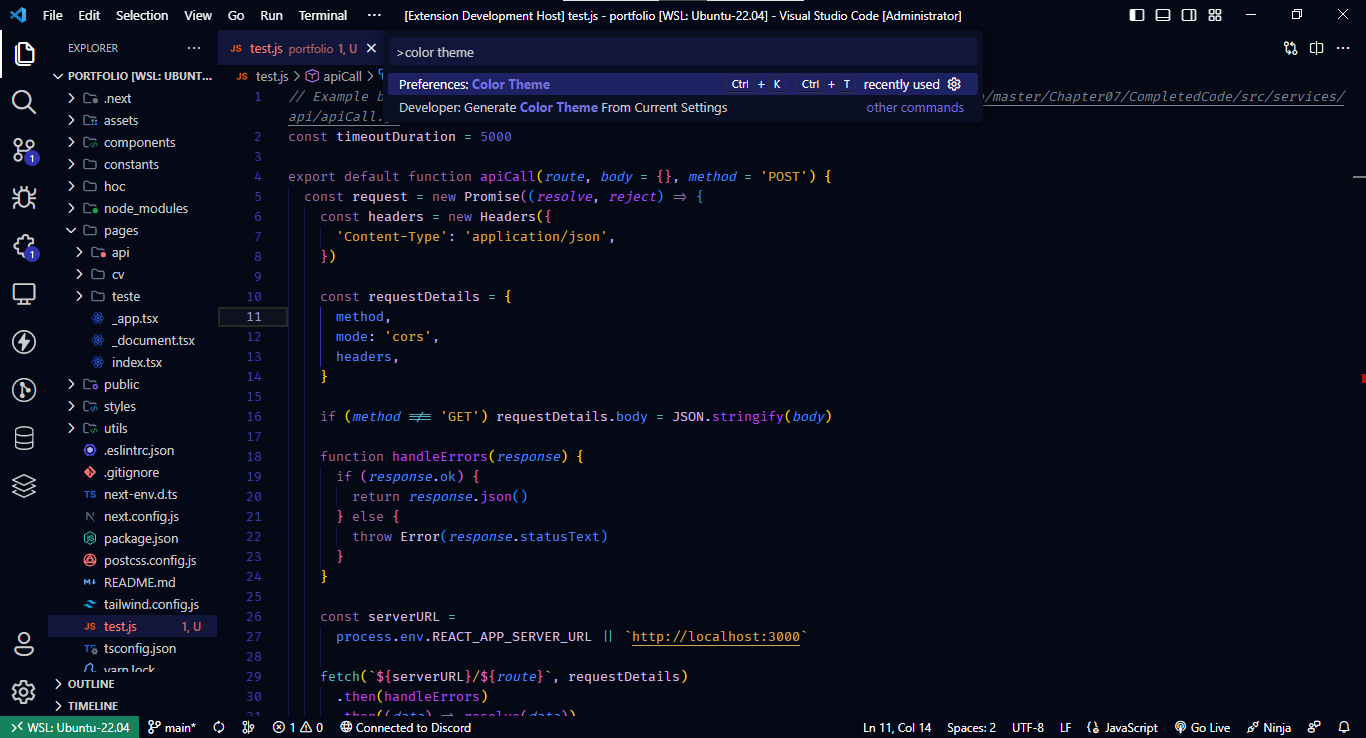 File Edit Selection View Go Run Terminal ··· [Extension Development Host] test.js - portfolio [WSL: Ubuntu-22.04] - Visual Studio Code [Administrator]
EXPLORER ···
JS test.js portfolio 1, U
>color theme
Preferences: Color Theme Ctrl + K Ctrl + T recently used
Developer: Generate Color Theme From Current Settings other commands
PORTFOLIO [WSL: UBUNT...
.next
assets
components
constants
hoc
node_modules
pages
api
cv
teste
_app.tsx
_document.tsx
index.tsx
public
styles
utils
.eslintrc.json
.gitignore
TS next-env.d.ts
N next.config.js
package.json
postcss.config.js
M↓ README.md
tailwind.config.js
JS test.js 1, U
TS tsconfig.json
yarn.lock
OUTLINE
TIMELINE
1
1
JS test.js > apiCall >
1 // Example b /master/Chapter07/CompletedCode/src/services/
api/apiCall.
2 const timeoutDuration = 5000
3
4 export default function apiCall(route, body = {}, method = 'POST') {
5 const request = new Promise((resolve, reject) => {
6 const headers = new Headers({
7 'Content-Type': 'application/json',
8 })
9
10 const requestDetails = {
11 method,
12 mode: 'cors',
13 headers,
14 }
15
16 if (method !== 'GET') requestDetails.body = JSON.stringify(body)
17
18 function handleErrors(response) {
19 if (response.ok) {
20 return response.json()
21 } else {
22 throw Error(response.statusText)
23 }
24 }
25
26 const serverURL =
27 process.env.REACT_APP_SERVER_URL || `http://localhost:3000`
28
29 fetch(`${serverURL}/${route}`, requestDetails)
30 .then(handleErrors)
31 .then((data) => resolve(data))
WSL: Ubuntu-22.04 main* 1 0 Connected to Discord Ln 11, Col 14 Spaces: 2 UTF-8 LF {} JavaScript Go Live Ninja